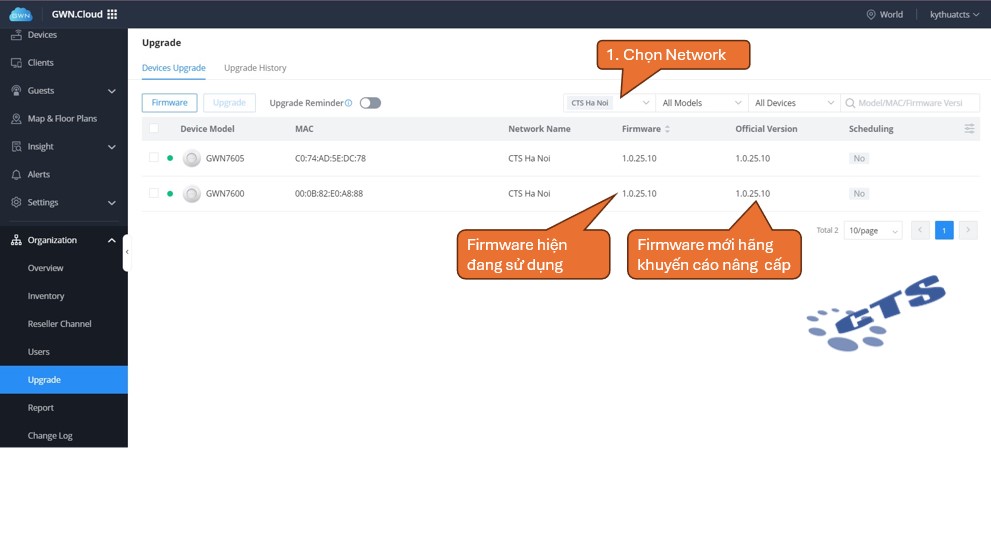 GWN
GWN.Cloud
World
kythuatcts
Devices
Clients
Guests
Map & Floor Plans
Insight
Alerts
Settings
Organization
Overview
Inventory
Reseller Channel
Users
Upgrade
Report
Change Log
Upgrade
Devices Upgrade
Upgrade History
1. Chọn Network
Firmware
Upgrade
Upgrade Reminder
CTS Ha Noi
All Models
All Devices
Model/MAC/Firmware Versi
Device Model MAC Network Name Firmware Official Version Scheduling
GWN7605 C0:74:AD:5E:DC:78 CTS Ha Noi 1.0.25.10 1.0.25.10 No
GWN7600 00:0B:82:E0:A8:88 CTS Ha Noi 1.0.25.10 1.0.25.10 No
Total 2 10/page 1
Firmware hiện
đang sử dụng
Firmware mới hãng
khuyến cáo nâng cấp
CTS